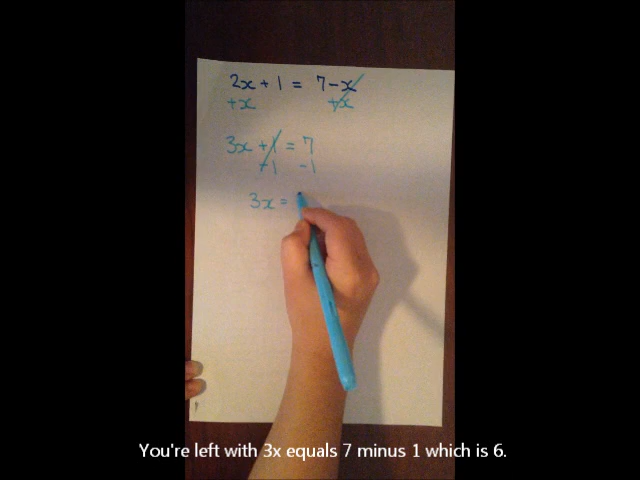 2x + 1 = 7 - x
+x +x
3x + 1 = 7
-1 -1
3x =
You're left with 3x equals 7 minus 1 which is 6.